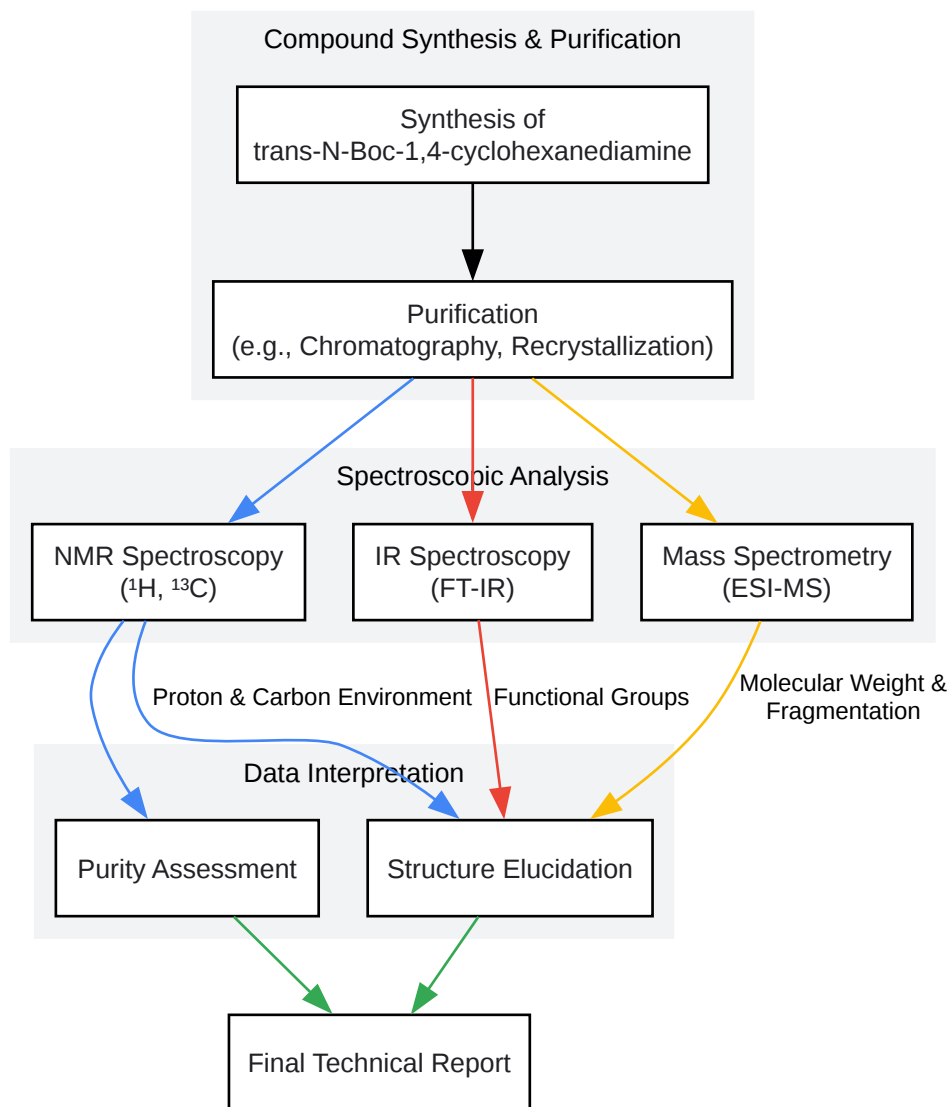 Compound Synthesis & Purification
Synthesis of
trans-N-Boc-1,4-cyclohexanediamine
Purification
(e.g., Chromatography, Recrystallization)
Spectroscopic Analysis
NMR Spectroscopy
(¹H, ¹³C)
IR Spectroscopy
(FT-IR)
Mass Spectrometry
(ESI-MS)
Proton & Carbon Environment
Functional Groups
Molecular Weight &
Fragmentation
Data Interpretation
Purity Assessment
Structure Elucidation
Final Technical Report